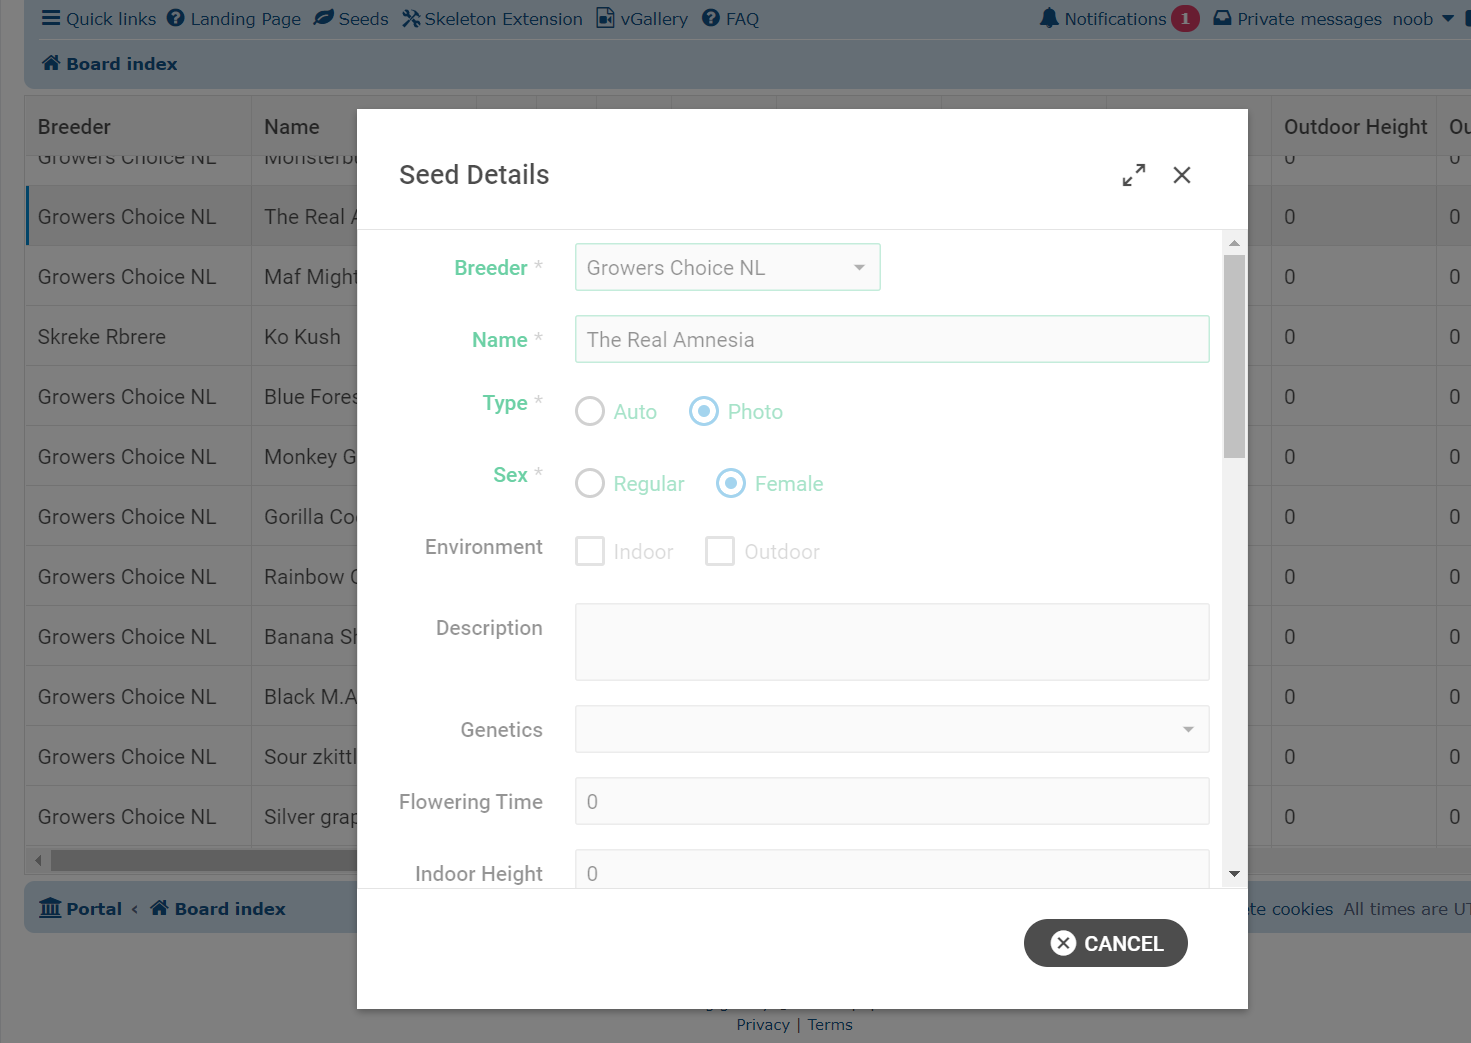 Quick links Landing Page Seeds Skeleton Extension vGallery FAQ Notifications 1 Private messages noob
Board index
Breeder Name Outdoor Height Ou
Growers Choice NL 0 0
Growers Choice NL The Real 0 0
Growers Choice NL Maf Might 0 0
Skreke Rbrere Ko Kush 0 0
Growers Choice NL Blue Fores 0 0
Growers Choice NL Monkey G 0 0
Growers Choice NL Gorilla Co 0 0
Growers Choice NL Rainbow 0 0
Growers Choice NL Banana Sh 0 0
Growers Choice NL Black M.A 0 0
Growers Choice NL Sour zkittl 0 0
Growers Choice NL Silver grap 0 0
Seed Details
Breeder * Growers Choice NL
Name * The Real Amnesia
Type * Auto Photo
Sex * Regular Female
Environment Indoor Outdoor
Description
Genetics
Flowering Time 0
Indoor Height 0
CANCEL
Portal ‹ Board index ete cookies All times are UT
Privacy | Terms